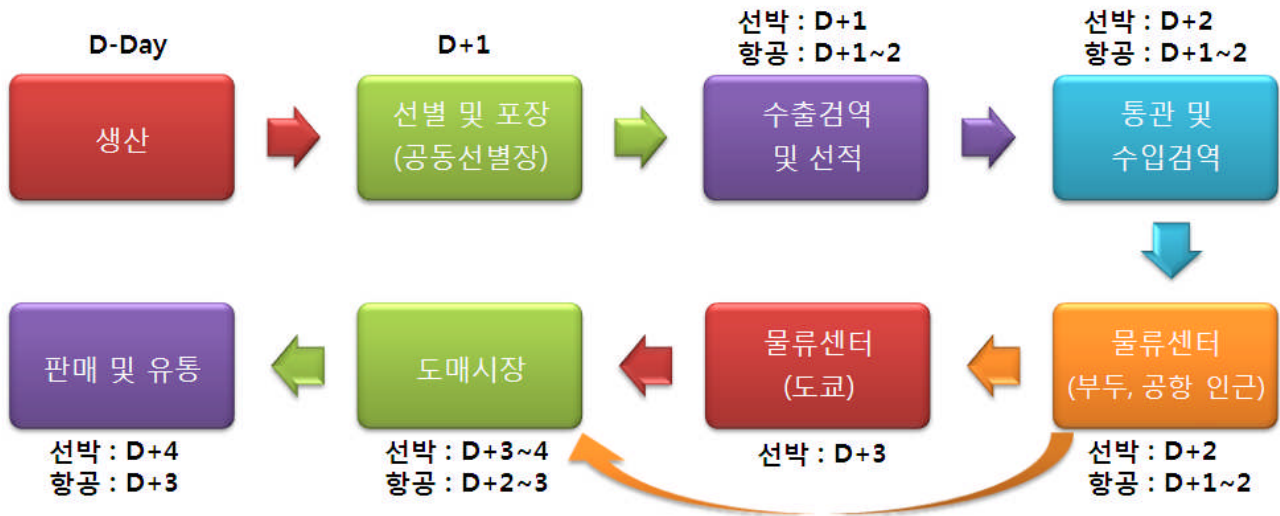 D-Day
생산
D+1
선별 및 포장
(공동선별장)
선박 : D+1
항공 : D+1~2
수출검역
및 선적
선박 : D+2
항공 : D+1~2
통관 및
수입검역
물류센터
(부두, 공항 인근)
선박 : D+2
항공 : D+1~2
물류센터
(도쿄)
선박 : D+3
도매시장
선박 : D+3~4
항공 : D+2~3
판매 및 유통
선박 : D+4
항공 : D+3